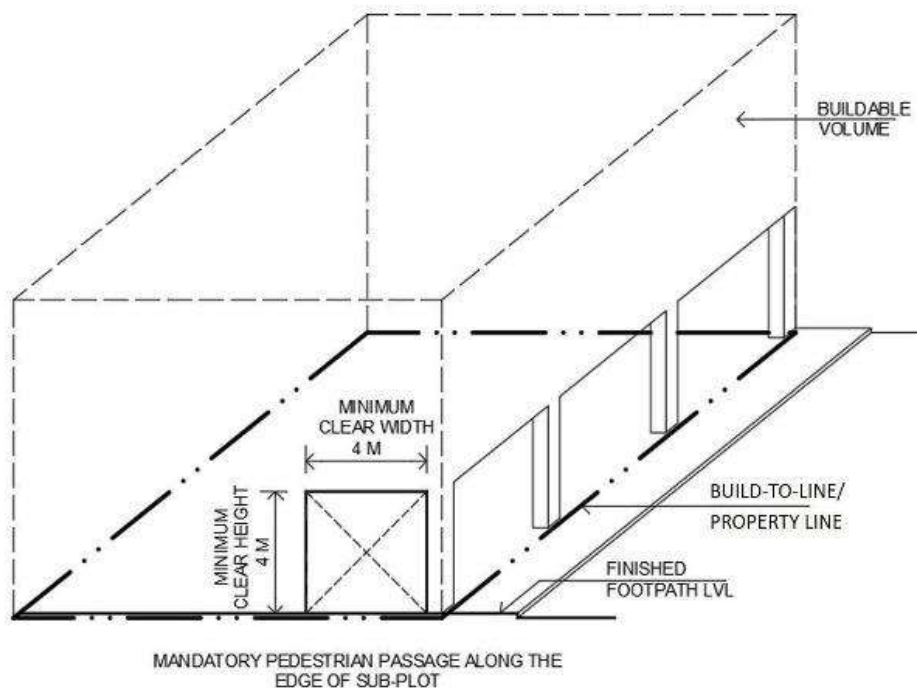 BUILDABLE
VOLUME
MINIMUM
CLEAR WIDTH
4 M
MINIMUM
CLEAR HEIGHT
4 M
BUILD-TO-LINE/
PROPERTY LINE
FINISHED
FOOTPATH LVL
MANDATORY PEDESTRIAN PASSAGE ALONG THE
EDGE OF SUB-PLOT